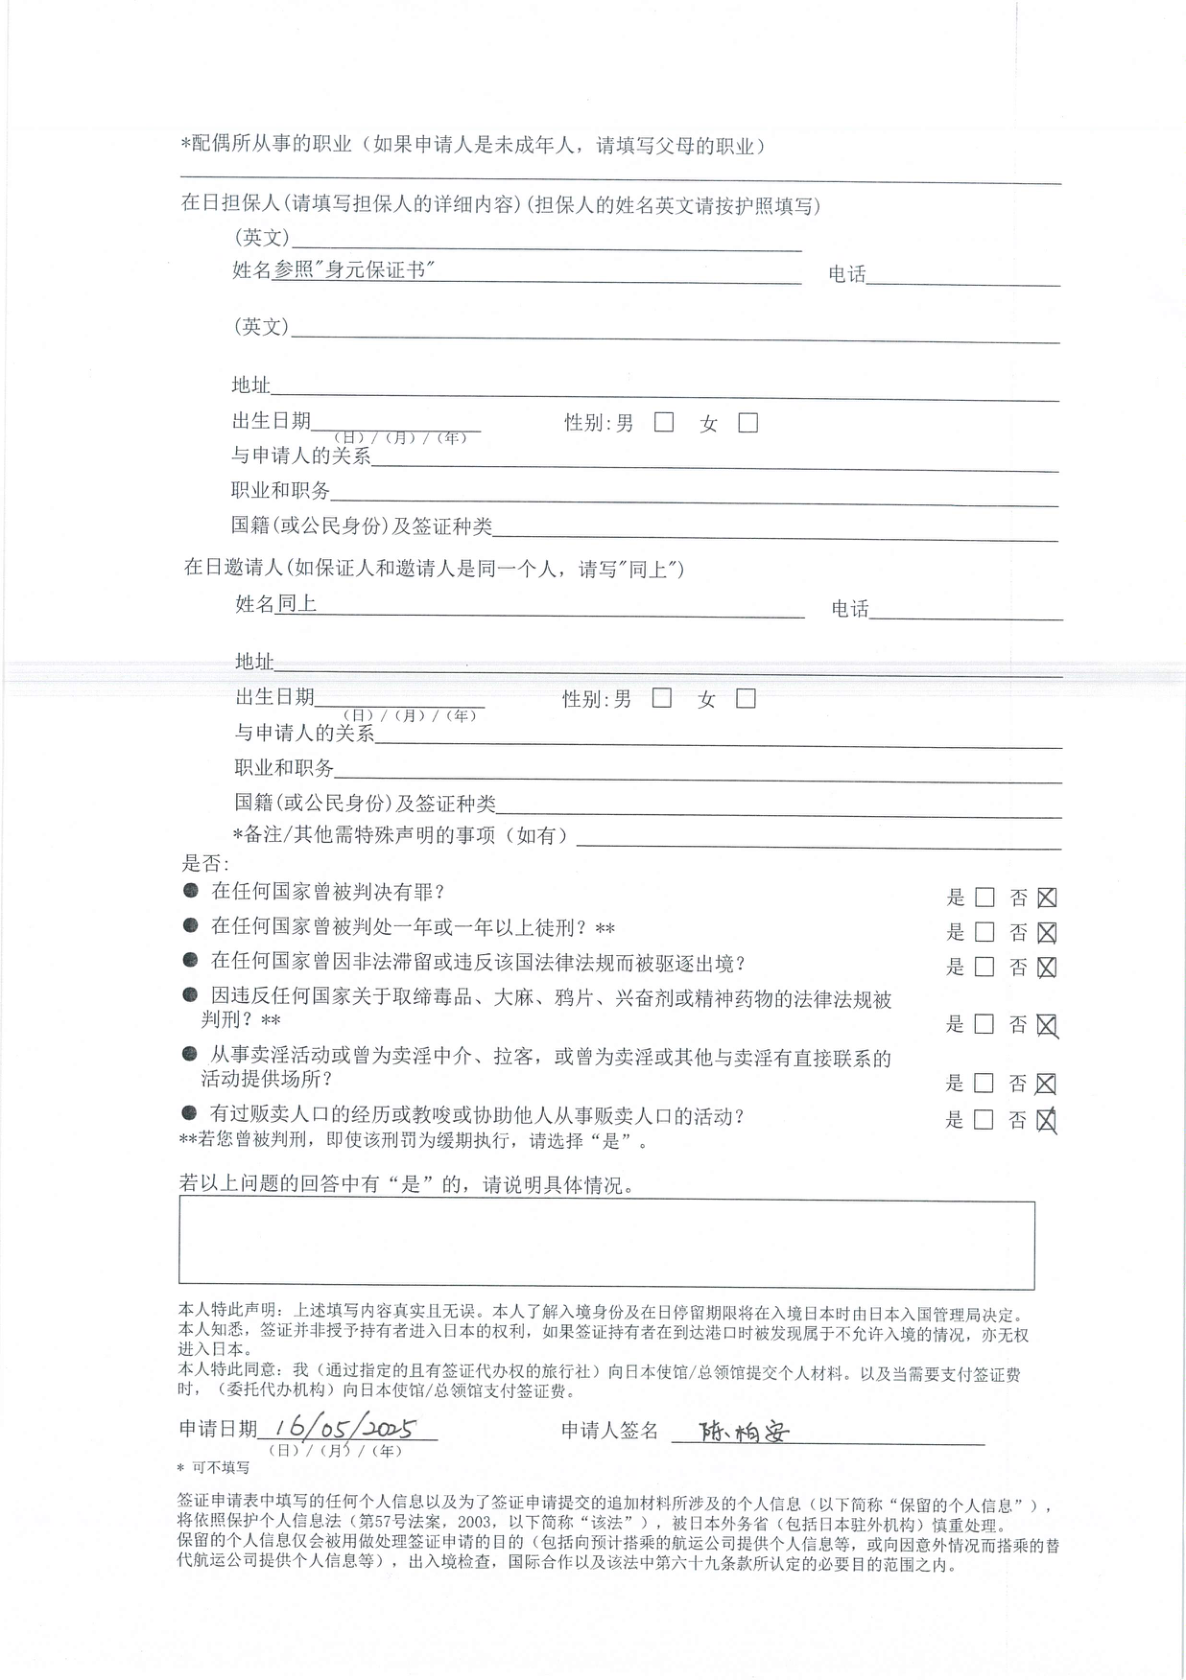 *配偶所从事的职业（如果申请人是未成年人，请填写父母的职业）
在日担保人(请填写担保人的详细内容)(担保人的姓名英文请按护照填写)
(英文)
姓名参照"身元保证书" 电话
(英文)
地址
出生日期 性别:男 □ 女 □
（日）/（月）/（年）
与申请人的关系
职业和职务
国籍(或公民身份)及签证种类
在日邀请人(如保证人和邀请人是同一个人，请写"同上")
姓名同上 电话
地址
出生日期 性别:男 □ 女 □
（日）/（月）/（年）
与申请人的关系
职业和职务
国籍(或公民身份)及签证种类
*备注/其他需特殊声明的事项（如有）
是否:
● 在任何国家曾被判决有罪？ 是 □ 否 ☒
● 在任何国家曾被判处一年或一年以上徒刑？** 是 □ 否 ☒
● 在任何国家曾因非法滞留或违反该国法律法规而被驱逐出境？ 是 □ 否 ☒
● 因违反任何国家关于取缔毒品、大麻、鸦片、兴奋剂或精神药物的法律法规被
判刑？** 是 □ 否 ☒
● 从事卖淫活动或曾为卖淫中介、拉客，或曾为卖淫或其他与卖淫有直接联系的
活动提供场所？ 是 □ 否 ☒
● 有过贩卖人口的经历或教唆或协助他人从事贩卖人口的活动？ 是 □ 否 ☒
**若您曾被判刑，即使该刑罚为缓期执行，请选择“是”。
若以上问题的回答中有“是”的，请说明具体情况。
本人特此声明：上述填写内容真实且无误。本人了解入境身份及在日停留期限将在入境日本时由日本入国管理局决定。
本人知悉，签证并非授予持有者进入日本的权利，如果签证持有者在到达港口时被发现属于不允许入境的情况，亦无权
进入日本。
本人特此同意：我（通过指定的且有签证代办权的旅行社）向日本使馆/总领馆提交个人材料。以及当需要支付签证费
时，（委托代办机构）向日本使馆/总领馆支付签证费。
申请日期 16/05/2025 申请人签名 陈柏安
（日）/（月）/（年）
* 可不填写
签证申请表中填写的任何个人信息以及为了签证申请提交的追加材料所涉及的个人信息（以下简称“保留的个人信息”），
将依照保护个人信息法（第57号法案，2003，以下简称“该法”），被日本外务省（包括日本驻外机构）慎重处理。
保留的个人信息仅会被用做处理签证申请的目的（包括向预计搭乘的航运公司提供个人信息等，或向因意外情况而搭乘的替
代航运公司提供个人信息等），出入境检查，国际合作以及该法中第六十九条款所认定的必要目的范围之内。